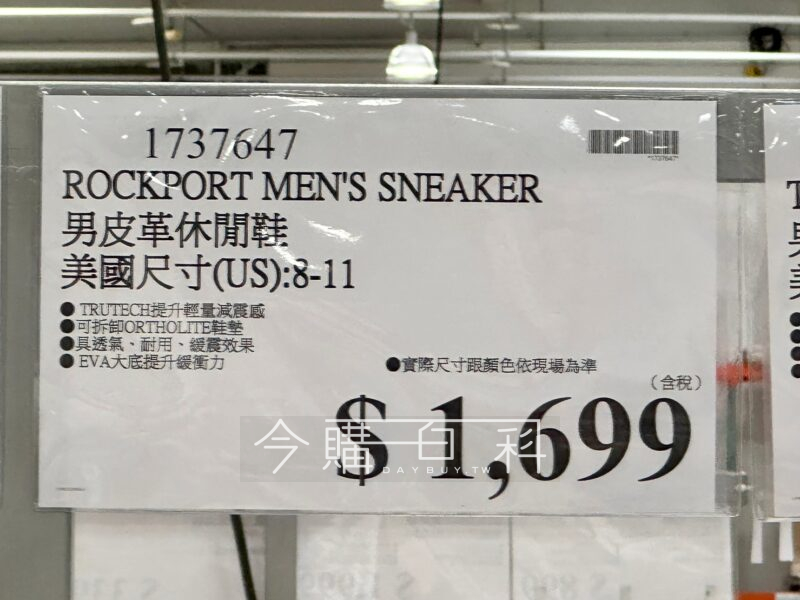 1737647
*1737647*
ROCKPORT MEN'S SNEAKER
男皮革休閒鞋
美國尺寸(US):8-11
● TRUTECH提升輕量減震感
●可拆卸ORTHOLITE鞋墊
●具透氣、耐用、緩震效果
● EVA大底提升緩衝力
●實際尺寸跟顏色依現場為準
(含稅)
$ 1,699
今購百科
DAYBUY.TW